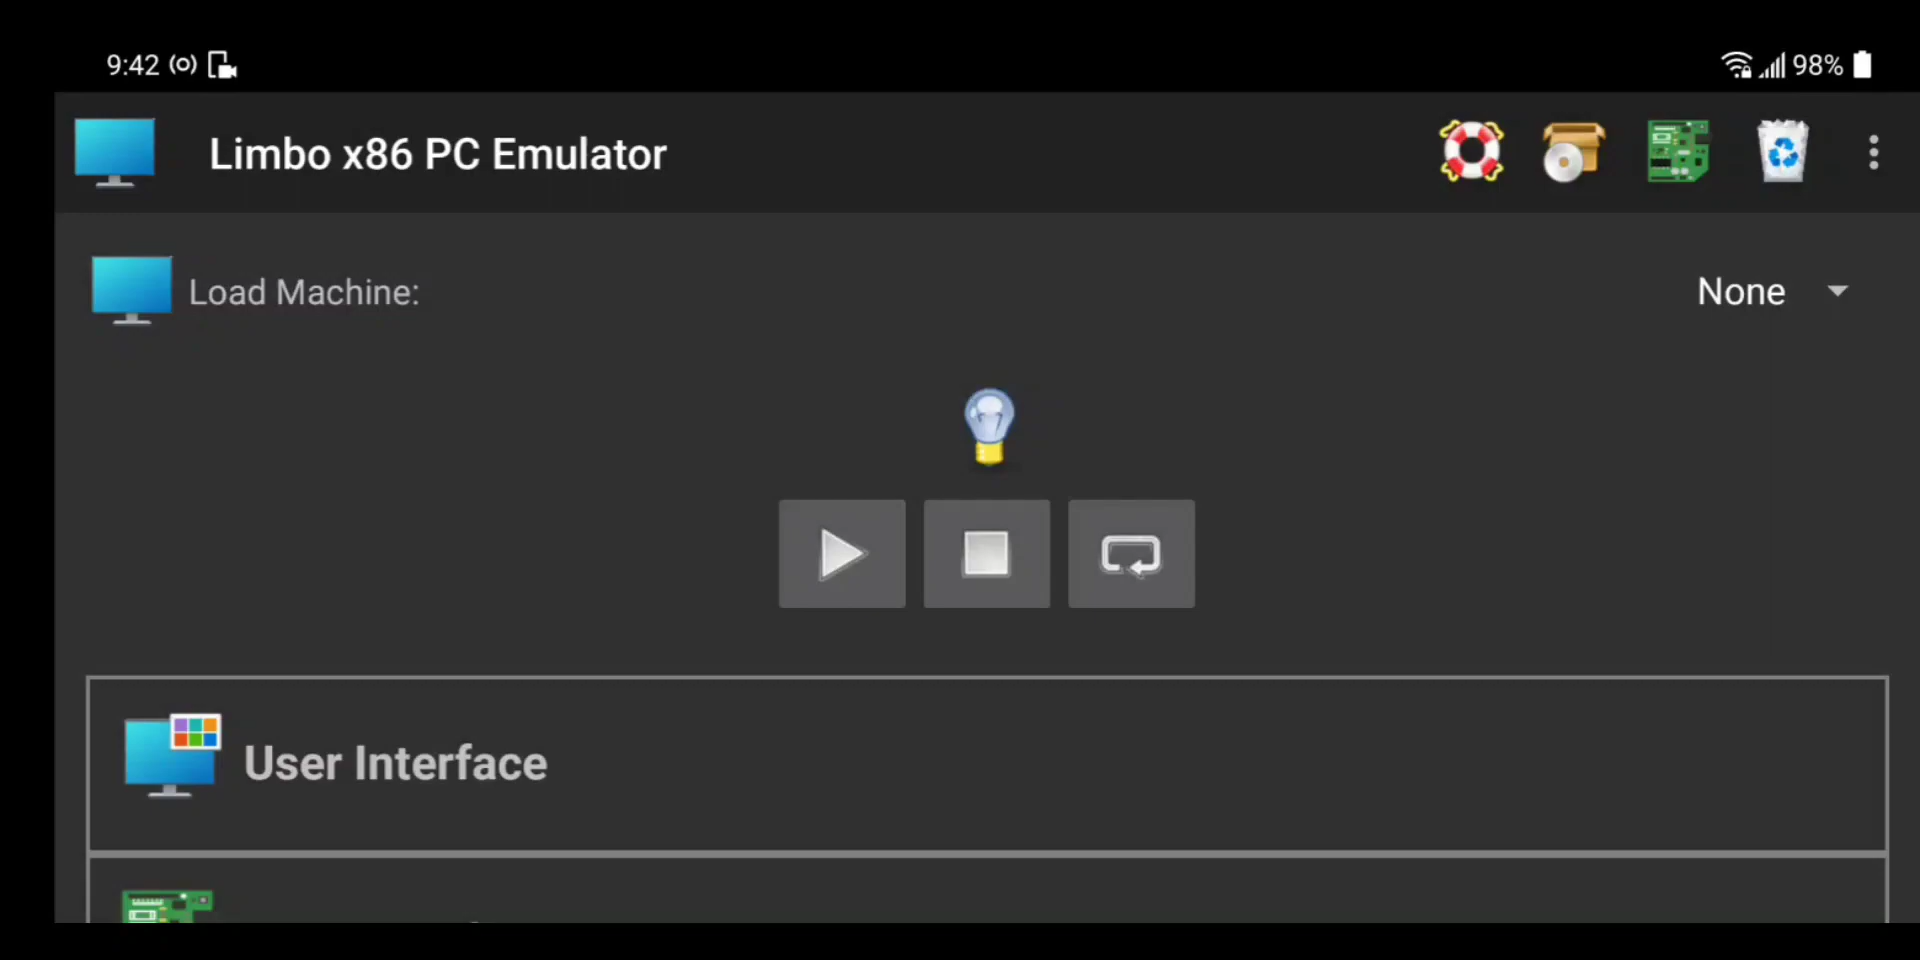 9:42
98%
Limbo x86 PC Emulator
Load Machine:
None
User Interface